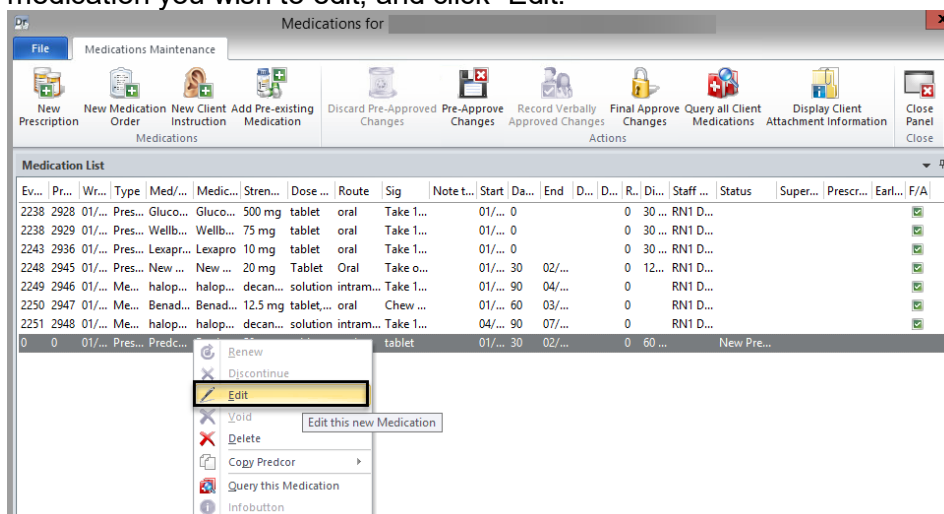 medication you wish to edit, and click "Edit."
Dr
Medications for
File Medications Maintenance
New Prescription
New Medication Order
New Client Instruction
Add Pre-existing Medication
Discard Pre-Approved Changes
Pre-Approve Changes
Record Verbally Approved Changes
Final Approve Changes
Query all Client Medications
Display Client Attachment Information
Close Panel
Medications Actions Close
Medication List
Ev... Pr... Wr... Type Med/... Medic... Stren... Dose ... Route Sig Note t... Start Da... End D... D... R.. Di... Staff ... Status Super... Prescr... Earl... F/A
2238 2928 01/... Pres... Gluco... Gluco... 500 mg tablet oral Take 1... 01/... 0 0 30 ... RN1 D...
2238 2929 01/... Pres... Wellb... Wellb... 75 mg tablet oral Take 1... 01/... 0 0 30 ... RN1 D...
2243 2936 01/... Pres... Lexapr... Lexapro 10 mg tablet oral Take 1... 01/... 0 0 30 ... RN1 D...
2248 2945 01/... Pres... New ... New ... 20 mg Tablet Oral Take o... 01/... 30 02/... 0 12... RN1 D...
2249 2946 01/... Me... halop... halop... decan... solution intram... Take 1... 01/... 90 04/... 0 RN1 D...
2250 2947 01/... Me... Benad... Benad... 12.5 mg tablet,... oral Chew ... 01/... 60 03/... 0 RN1 D...
2251 2948 01/... Me... halop... halop... decan... solution intram... Take 1... 04/... 90 07/... 0 RN1 D...
0 0 01/... Pres... Predc... tablet 01/... 30 02/... 0 60 ... New Pre...
Renew
Discontinue
Edit
Void
Edit this new Medication
Delete
Copy Predcor
Query this Medication
Infobutton